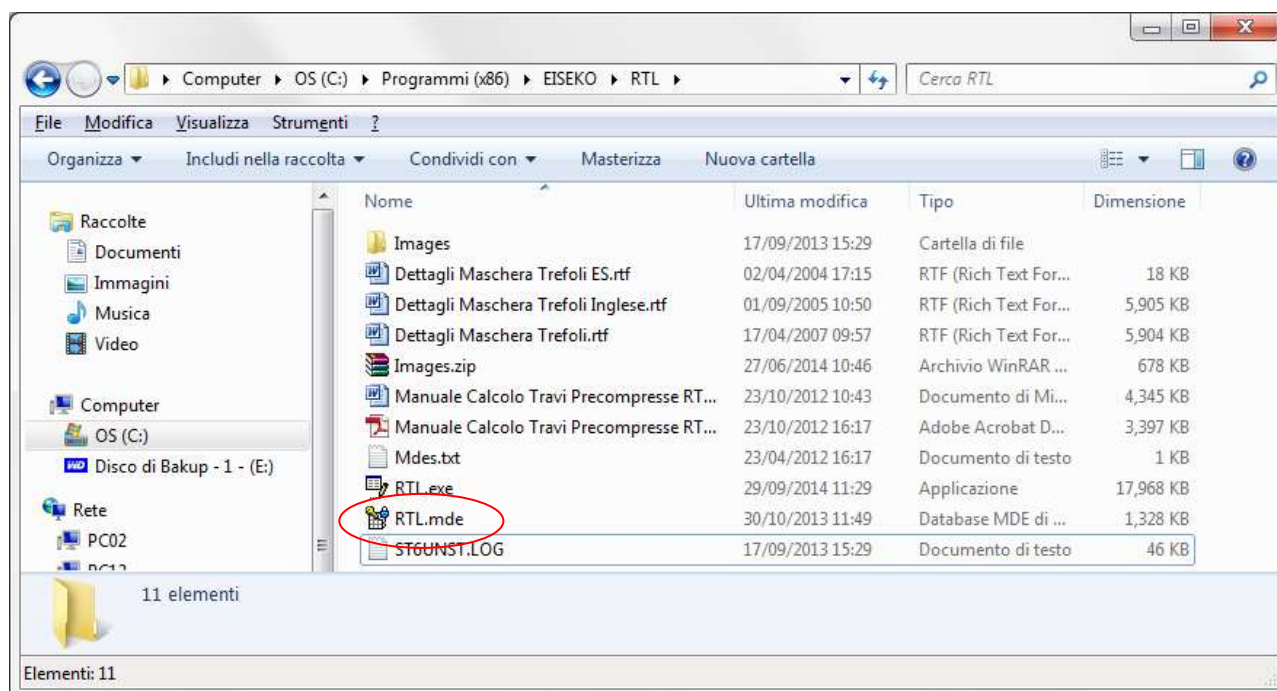 Computer OS (C:) Programmi (x86) EISEKO RTL Cerca RTL
File Modifica Visualizza Strumenti ?
Organizza Includi nella raccolta Condividi con Masterizza Nuova cartella
Raccolte
Documenti
Immagini
Musica
Video
Computer
OS (C:)
WD Disco di Bakup - 1 - (E:)
Rete
PC02
Nome Ultima modifica Tipo Dimensione
Images 17/09/2013 15:29 Cartella di file
Dettagli Maschera Trefoli ES.rtf 02/04/2004 17:15 RTF (Rich Text For... 18 KB
Dettagli Maschera Trefoli Inglese.rtf 01/09/2005 10:50 RTF (Rich Text For... 5,905 KB
Dettagli Maschera Trefoli.rtf 17/04/2007 09:57 RTF (Rich Text For... 5,904 KB
Images.zip 27/06/2014 10:46 Archivio WinRAR ... 678 KB
Manuale Calcolo Travi Precompresse RT... 23/10/2012 10:43 Documento di Mi... 4,345 KB
Manuale Calcolo Travi Precompresse RT... 23/10/2012 16:17 Adobe Acrobat D... 3,397 KB
Mdes.txt 23/04/2012 16:17 Documento di testo 1 KB
RTL.exe 29/09/2014 11:29 Applicazione 17,968 KB
RTL.mde 30/10/2013 11:49 Database MDE di ... 1,328 KB
ST6UNST.LOG 17/09/2013 15:29 Documento di testo 46 KB
11 elementi
Elementi: 11